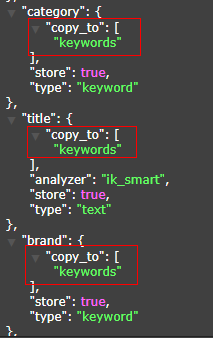 "category": {
"copy_to": [
"keywords"
],
"store": true,
"type": "keyword"
},
"title": {
"copy_to": [
"keywords"
],
"analyzer": "ik_smart",
"store": true,
"type": "text"
},
"brand": {
"copy_to": [
"keywords"
],
"store": true,
"type": "keyword"
},